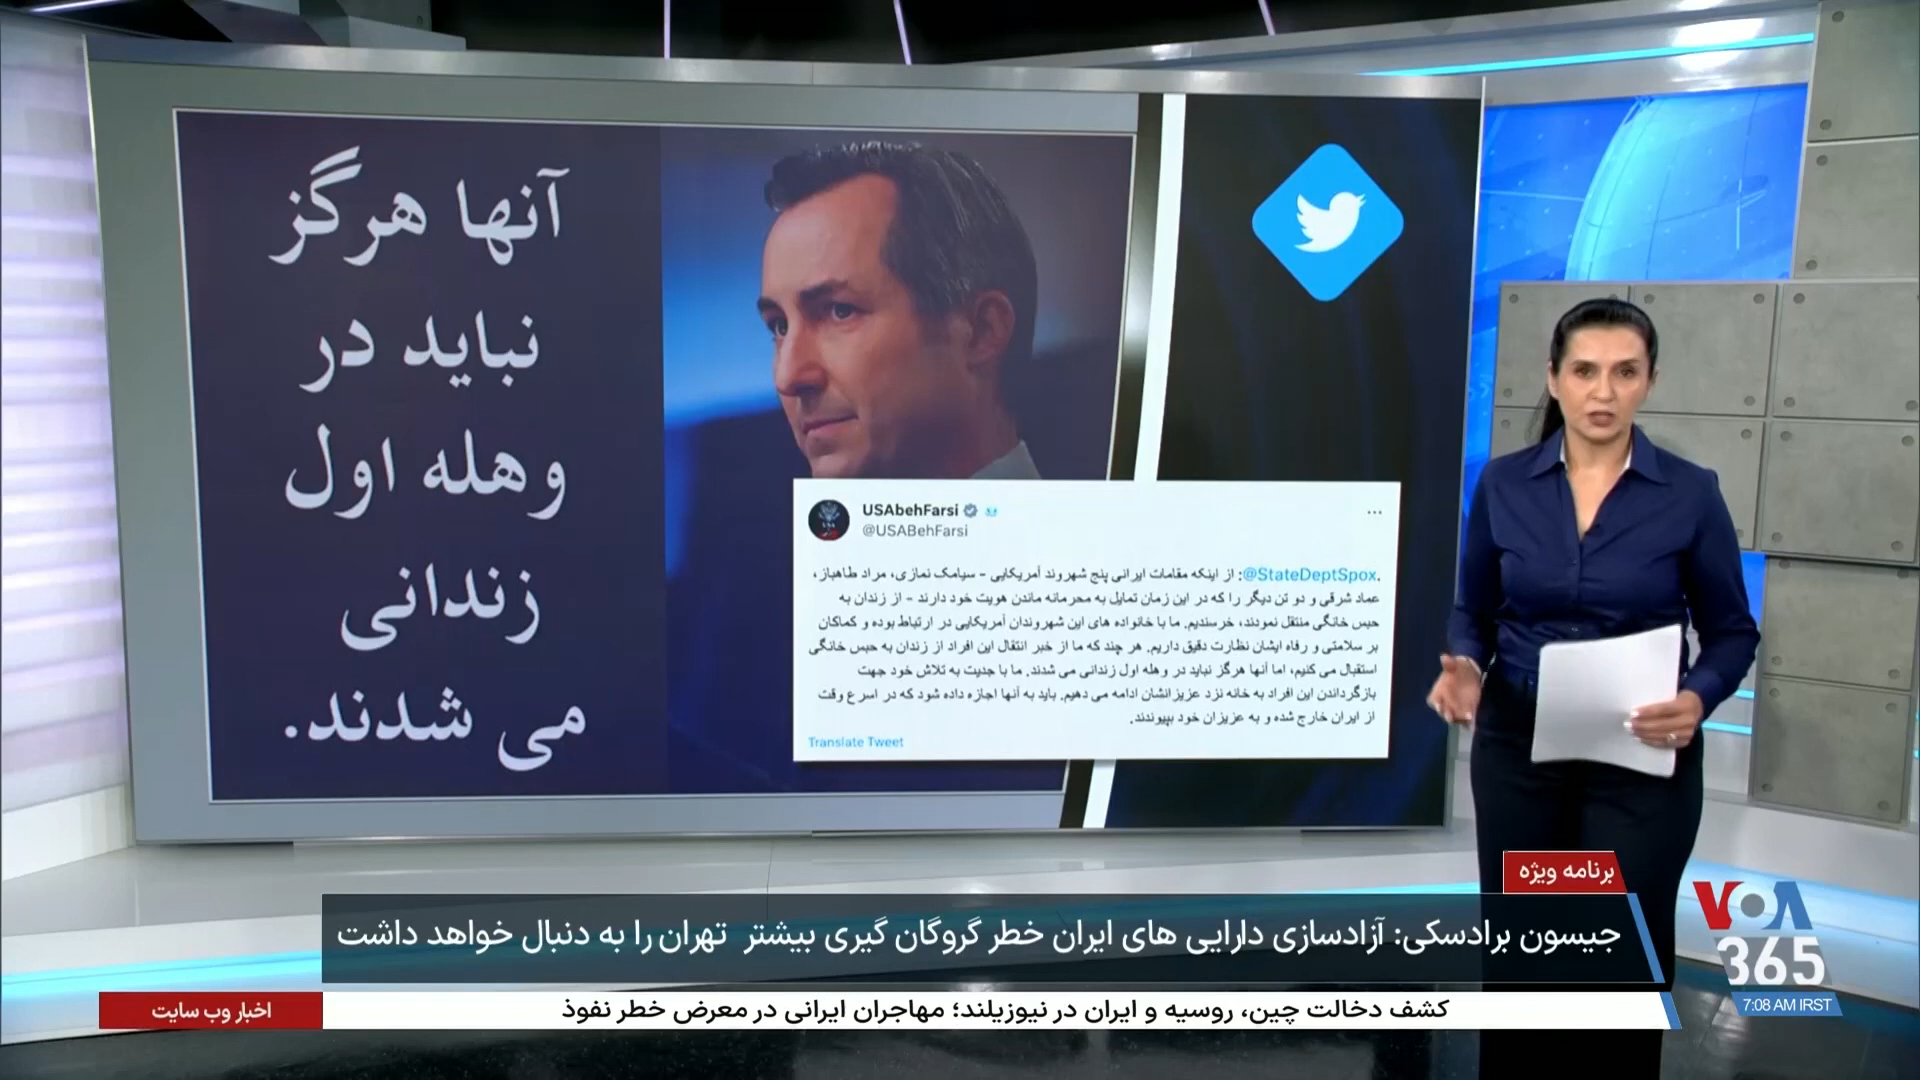 آنها هرگز
نباید در
وهله اول
زندانی
می شدند.
USAbehFarsi
@USABehFarsi
.@StateDeptSpox: از اینکه مقامات ایرانی پنج شهروند آمریکایی - سیامک نمازی، مراد طاهباز،
عماد شرقی و دو تن دیگر را که در این زمان تمایل به محرمانه ماندن هویت خود دارند - از زندان به
حبس خانگی منتقل نمودند، خرسندیم. ما با خانواده های این شهروندان آمریکایی در ارتباط بوده و کماکان
بر سلامتی و رفاه ایشان نظارت دقیق داریم. هر چند که ما از خبر انتقال این افراد از زندان به حبس خانگی
استقبال می کنیم، اما آنها هرگز نباید در وهله اول زندانی می شدند. ما با جدیت به تلاش خود جهت
بازگرداندن این افراد به خانه نزد عزیزانشان ادامه می دهیم. باید به آنها اجازه داده شود که در اسرع وقت
از ایران خارج شده و به عزیزان خود بپیوندند.
Translate Tweet
برنامه ویژه
جیسون برادسکی: آزادسازی دارایی های ایران خطر گروگان گیری بیشتر تهران را به دنبال خواهد داشت
VOA
365
7:08 AM IRST
اخبار وب سایت
کشف دخالت چین، روسیه و ایران در نیوزیلند؛ مهاجران ایرانی در معرض خطر نفوذ